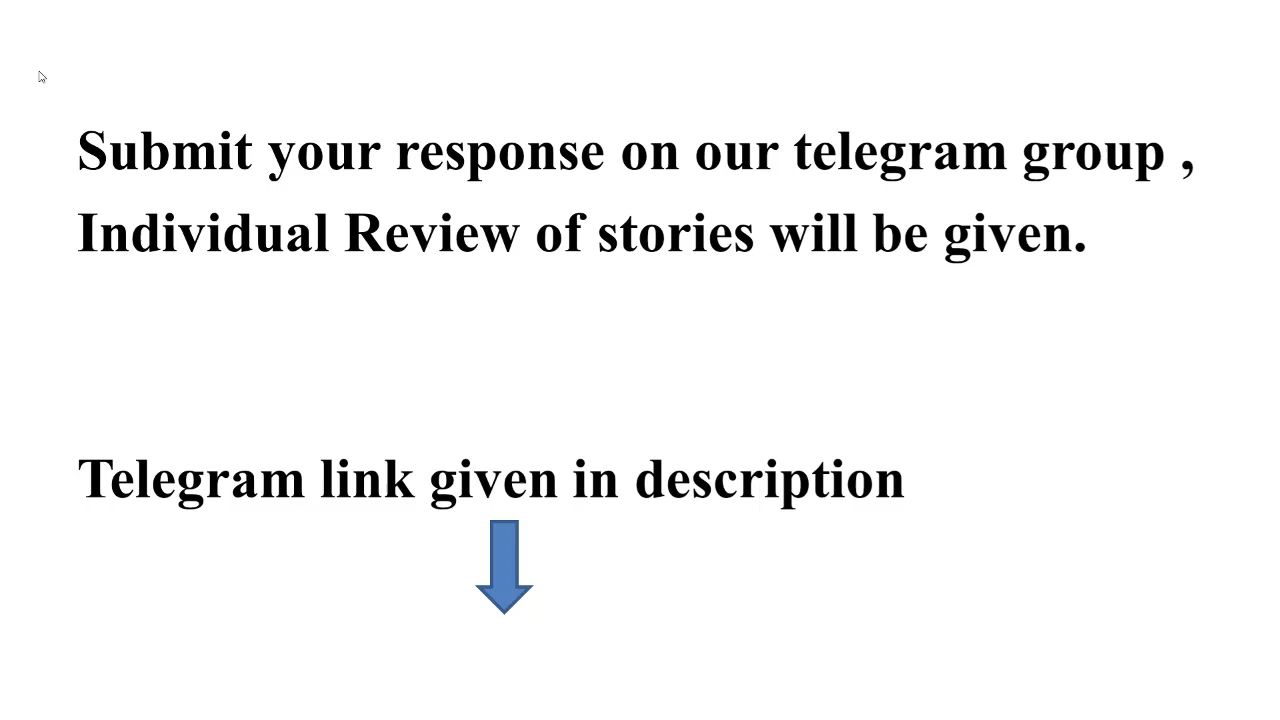 Submit your response on our telegram group ,
Individual Review of stories will be given.
Telegram link given in description